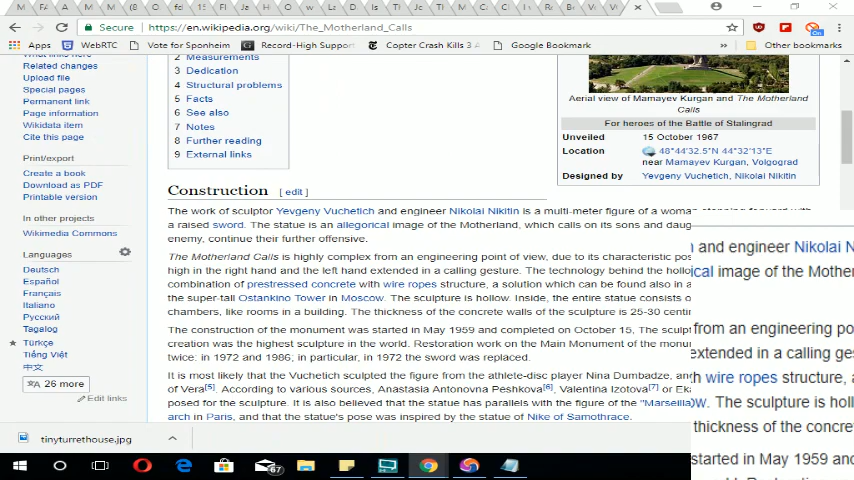 M FA A M M (8 O fol 15 FI Ja G O w La D Is T Jc T M C C I N R B B V V
Secure https://en.wikipedia.org/wiki/The_Motherland_Calls
Apps WebRTC Vote for Sponheim Record-High Support Copter Crash Kills 3 Google Bookmark Other bookmarks
Related changes
Upload file
Special pages
Permanent link
Page information
Wikidata item
Cite this page
Print/export
Create a book
Download as PDF
Printable version
In other projects
Wikimedia Commons
Languages
Deutsch
Español
Français
Italiano
Русский
Tagalog
Türkçe
Tiếng Việt
中文
26 more
Edit links
2 Measurements
3 Dedication
4 Structural problems
5 Facts
6 See also
7 Notes
8 Further reading
9 External links
Aerial view of Mamayev Kurgan and The Motherland
Calls
For heroes of the Battle of Stalingrad
Unveiled 15 October 1967
Location 48°44′32.5″N 44°32′13″E
near Mamayev Kurgan, Volgograd
Designed by Yevgeny Vuchetich, Nikolai Nikitin
Construction [ edit ]
The work of sculptor Yevgeny Vuchetich and engineer Nikolai Nikitin is a multi-meter figure of a woma
a raised sword. The statue is an allegorical image of the Motherland, which calls on its sons and daug
enemy, continue their further offensive.
The Motherland Calls is highly complex from an engineering point of view, due to its characteristic pos
high in the right hand and the left hand extended in a calling gesture. The technology behind the hollo
combination of prestressed concrete with wire ropes structure, a solution which can be found also in a
the super-tall Ostankino Tower in Moscow. The sculpture is hollow. Inside, the entire statue consists o
chambers, like rooms in a building. The thickness of the concrete walls of the sculpture is 25-30 centi
The construction of the monument was started in May 1959 and completed on October 15, The sculpt
creation was the highest sculpture in the world. Restoration work on the Main Monument of the
twice: in 1972 and 1986; in particular, in 1972 the sword was replaced.
It is most likely that the Vuchetich sculpted the figure from the athlete-disc player Nina Dumbadze, and
of Vera[5]. According to various sources, Anastasia Antonovna Peshkova[6], Valentina Izotova[7] or Ek
posed for the sculpture. It is also believed that the statue has parallels with the figure of the "Marseilla
arch in Paris, and that the statue's pose was inspired by the statue of Nike of Samothrace.
and engineer Nikolai N
ical image of the Mother
from an engineering po
extended in a calling ges
h wire ropes structure, a
ow. The sculpture is holl
thickness of the concre
started in May 1959 and
tinyturrethouse.jpg
67